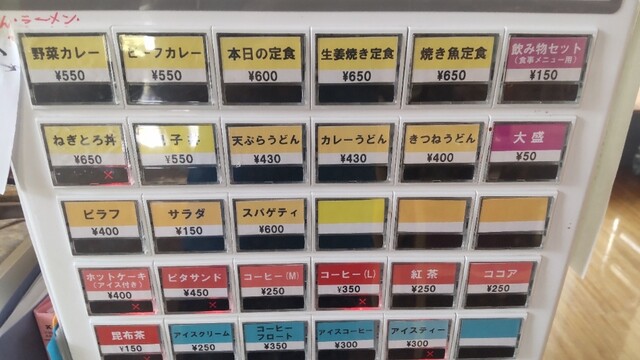 ん・ラーメン.
野菜カレー ビーフカレー 本日の定食 生姜焼き定食 焼き魚定食 飲み物セット
(食事メニュー用)
¥550 ¥550 ¥600 ¥650 ¥650 ¥150
ねぎとろ丼 子丼 天ぷらうどん カレーうどん きつねうどん 大盛
¥650 ¥550 ¥430 ¥430 ¥400 ¥50
×
ピラフ サラダ スパゲティ
¥400 ¥150 ¥600
ホットケーキ ピタサンド コーヒー(M) コーヒー(L) 紅茶 ココア
(アイス付き)
¥400 ¥450 ¥250 ¥350 ¥250 ¥250
× × ×
昆布茶 アイスクリーム コーヒー アイスコーヒー アイスティー
フロート
¥150 ¥250 ¥350 ¥300 ¥300
×